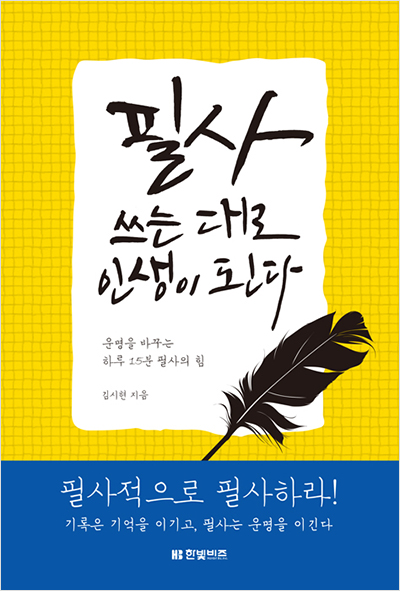 필사
쓰는 대로
인생이 된다
운명을 바꾸는
하루 15분 필사의 힘
김시현 지음
필사적으로 필사하라!
기록은 기억을 이기고, 필사는 운명을 이긴다
HB 한빛비즈